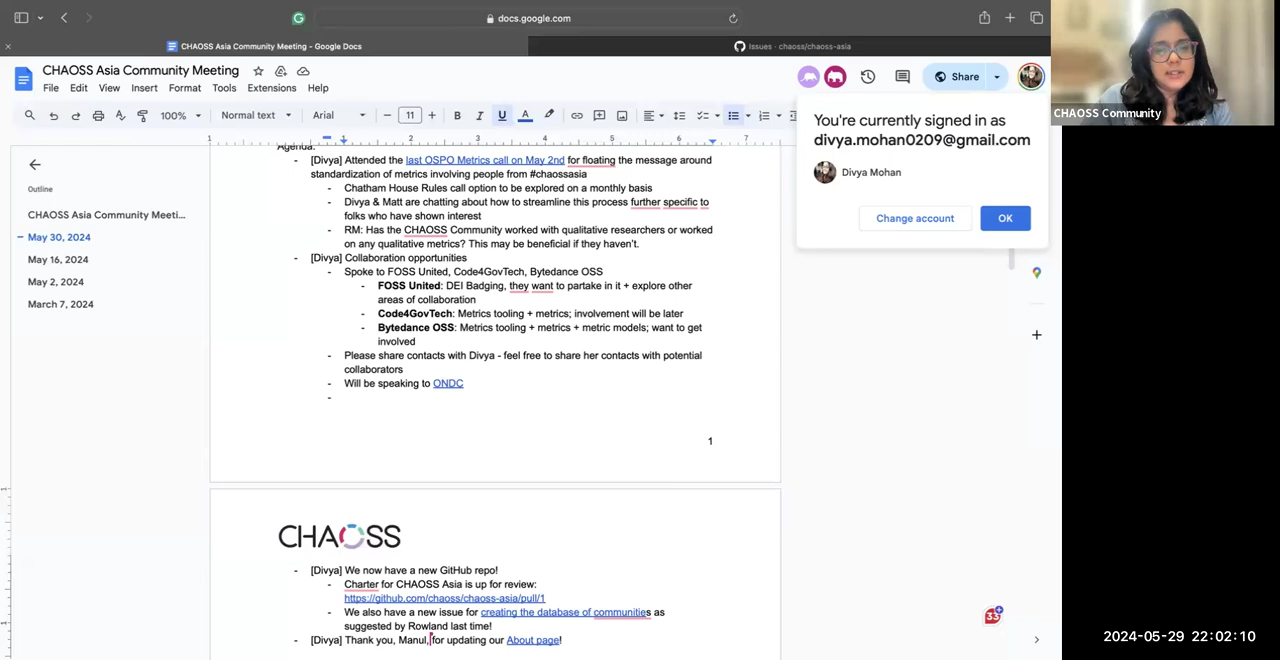 docs.google.com
CHAOSS Asia Community Meeting - Google Docs
Issues · chaoss/chaoss-asia
CHAOSS Asia Community Meeting
File Edit View Insert Format Tools Extensions Help
Share
100% Normal text Arial 11 B I U A
1 1 2 3 4 5 6 7
You're currently signed in as
divya.mohan0209@gmail.com
Divya Mohan
Change account OK
CHAOSS Community
Outline
CHAOSS Asia Community Meeti...
May 30, 2024
May 16, 2024
May 2, 2024
March 7, 2024
Agenda:
- [Divya] Attended the last OSPO Metrics call on May 2nd for floating the message around
standardization of metrics involving people from #chaossasia
- Chatham House Rules call option to be explored on a monthly basis
- Divya & Matt are chatting about how to streamline this process further specific to
folks who have shown interest
- RM: Has the CHAOSS Community worked with qualitative researchers or worked
on any qualitative metrics? This may be beneficial if they haven't.
- [Divya] Collaboration opportunities
- Spoke to FOSS United, Code4GovTech, Bytedance OSS
- FOSS United: DEI Badging, they want to partake in it + explore other
areas of collaboration
- Code4GovTech: Metrics tooling + metrics; involvement will be later
- Bytedance OSS: Metrics tooling + metrics + metric models; want to get
involved
- Please share contacts with Divya - feel free to share her contacts with potential
collaborators
- Will be speaking to ONDC
-
1
CHAOSS
- [Divya] We now have a new GitHub repo!
- Charter for CHAOSS Asia is up for review:
https://github.com/chaoss/chaoss-asia/pull/1
- We also have a new issue for creating the database of communities as
suggested by Rowland last time!
- [Divya] Thank you, Manul, for updating our About page!
33
2024-05-29 22:02:10